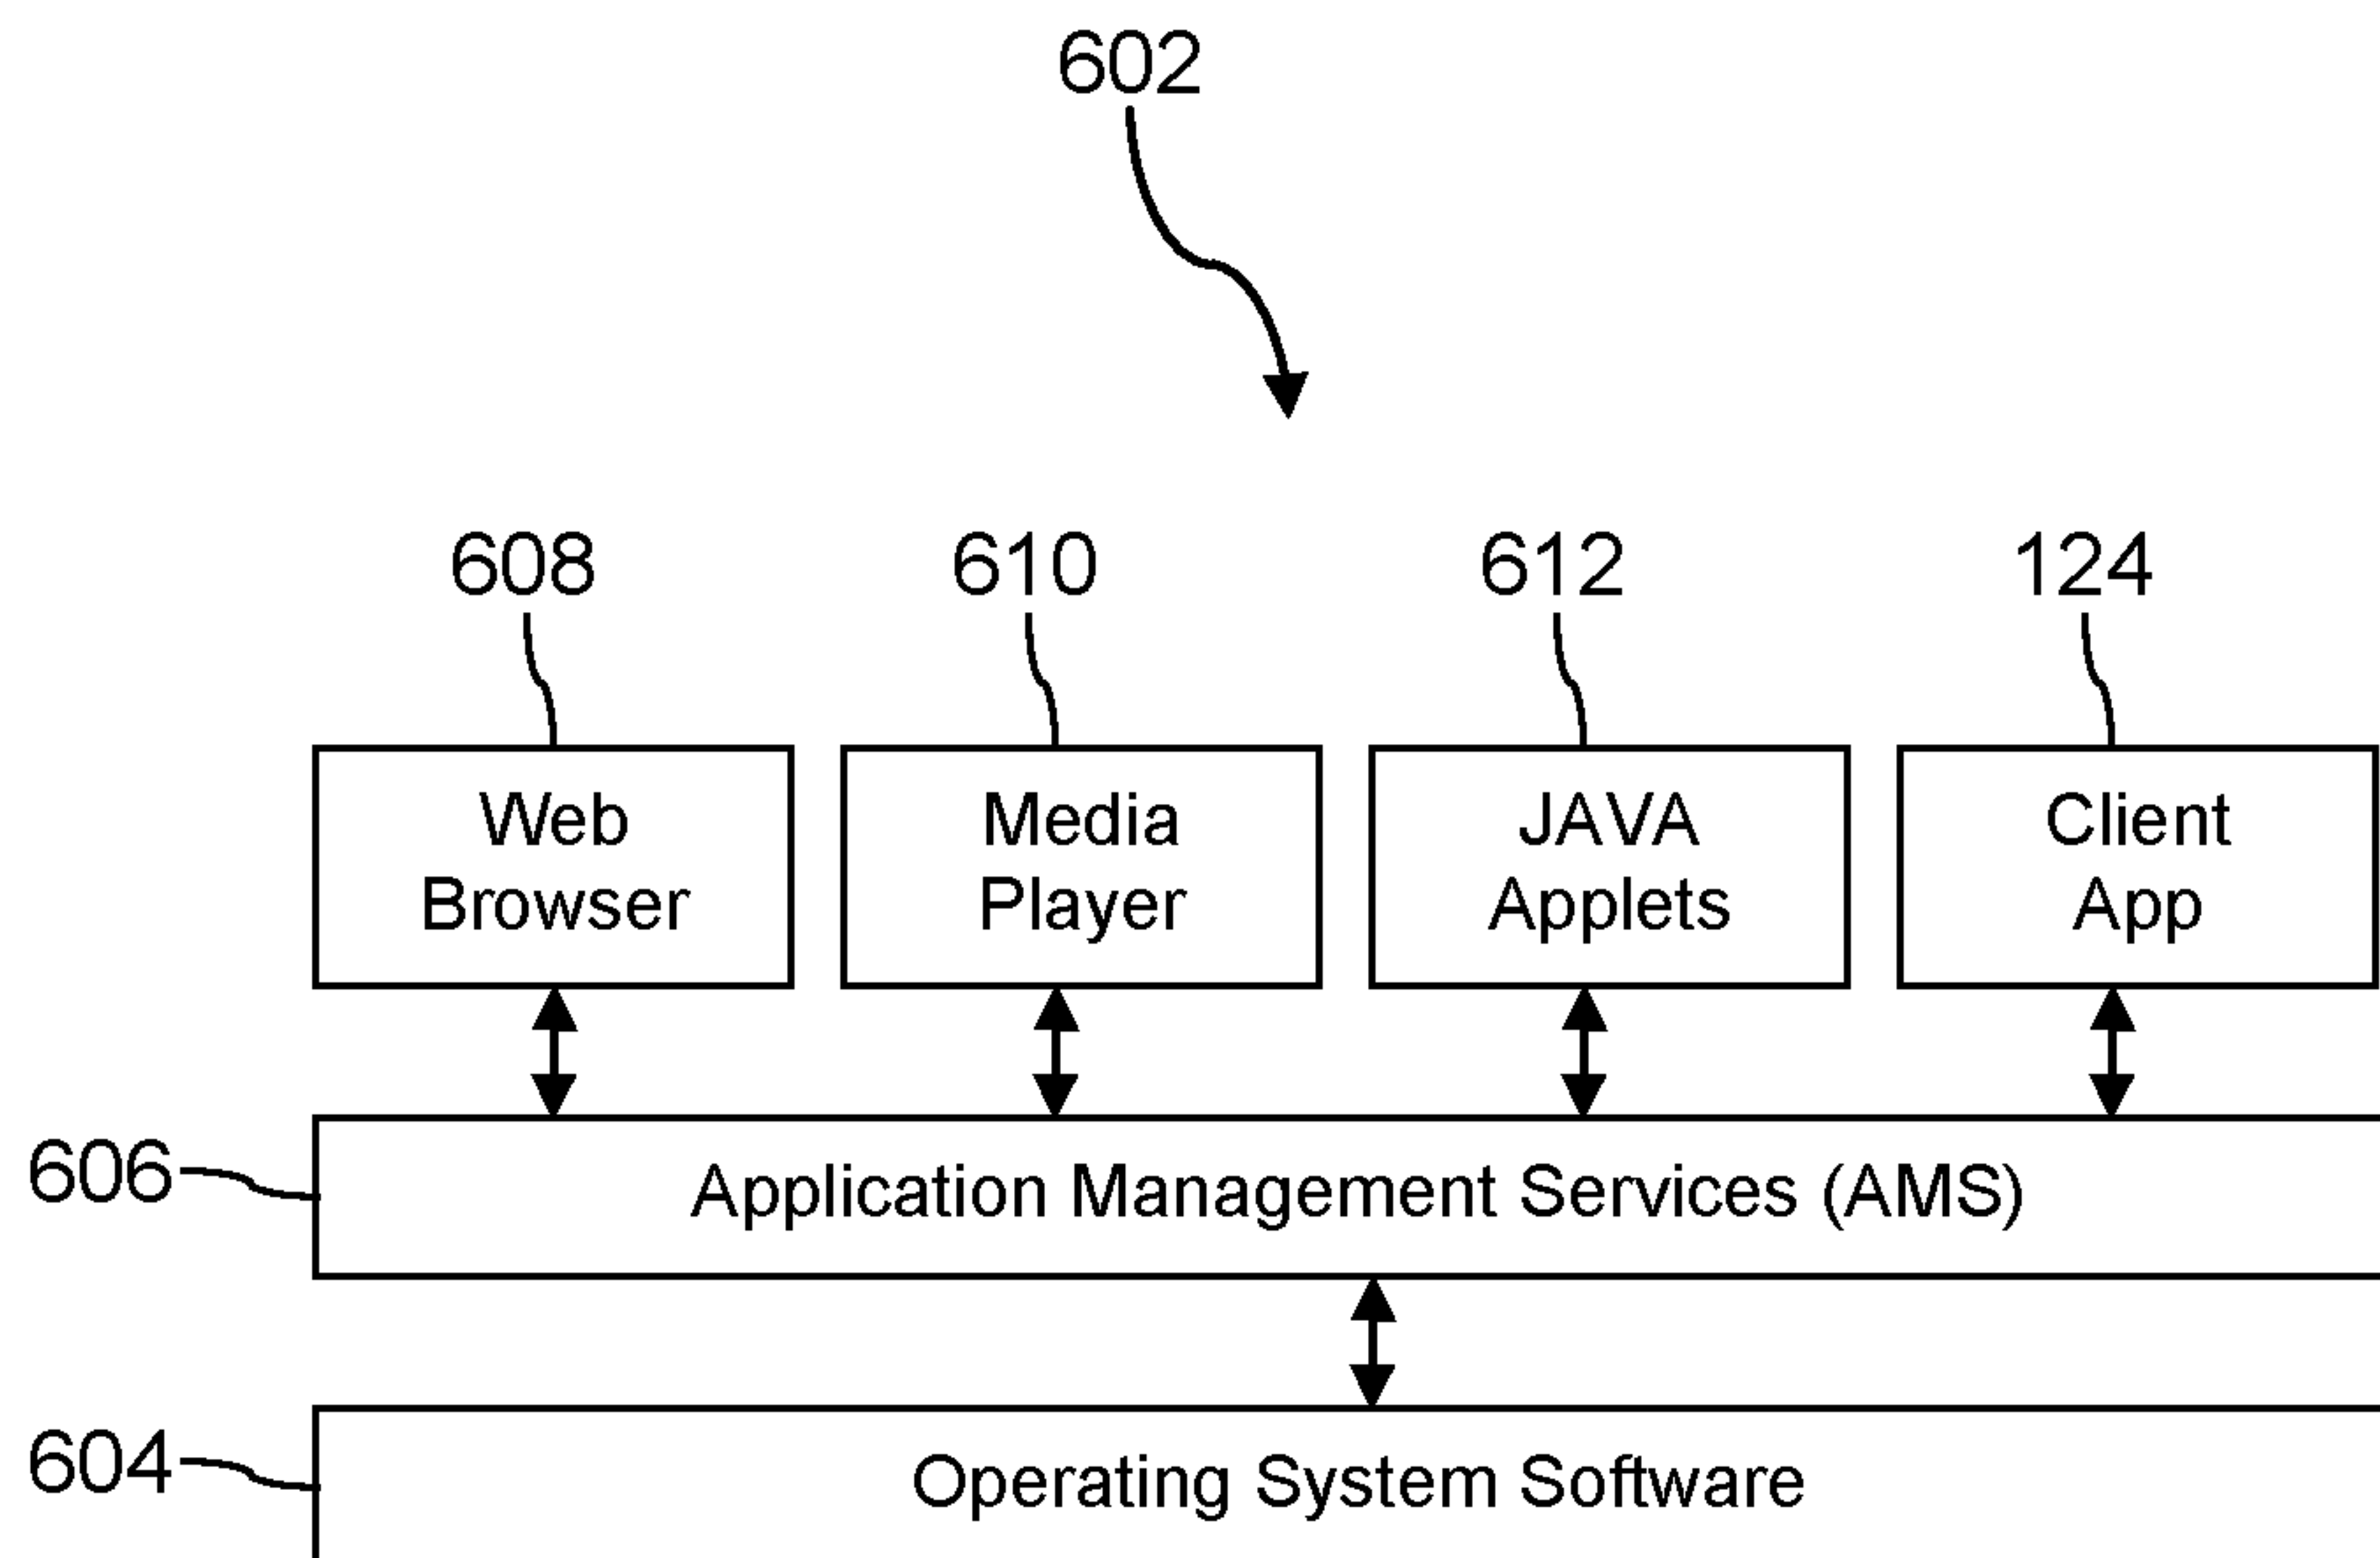 602
608
610
612
124
Web
Browser
Media
Player
JAVA
Applets
Client
App
606
Application Management Services (AMS)
604
Operating System Software